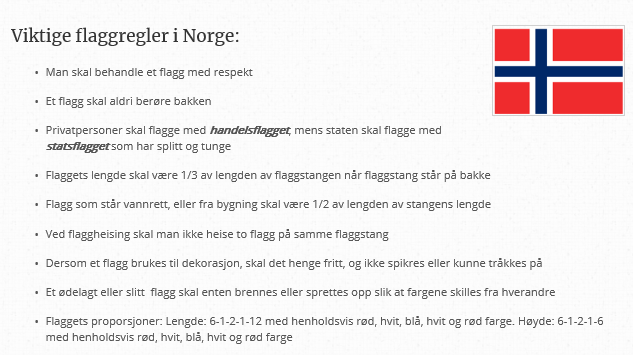 Viktige flaggregler i Norge:
• Man skal behandle et flagg med respekt
• Et flagg skal aldri berøre bakken
• Privatpersoner skal flagge med handelsflagget, mens staten skal flagge med
statsflagget som har splitt og tunge
• Flaggets lengde skal være 1/3 av lengden av flaggstangen når flaggstang står på bakke
• Flagg som står vannrett, eller fra bygning skal være 1/2 av lengden av stangens lengde
• Ved flaggheising skal man ikke heise to flagg på samme flaggstang
• Dersom et flagg brukes til dekorasjon, skal det henge fritt, og ikke spikres eller kunne tråkkes på
• Et ødelagt eller slitt flagg skal enten brennes eller sprettes opp slik at fargene skilles fra hverandre
• Flaggets proporsjoner: Lengde: 6-1-2-1-12 med henholdsvis rød, hvit, blå, hvit og rød farge. Høyde: 6-1-2-1-6
med henholdsvis rød, hvit, blå, hvit og rød farge